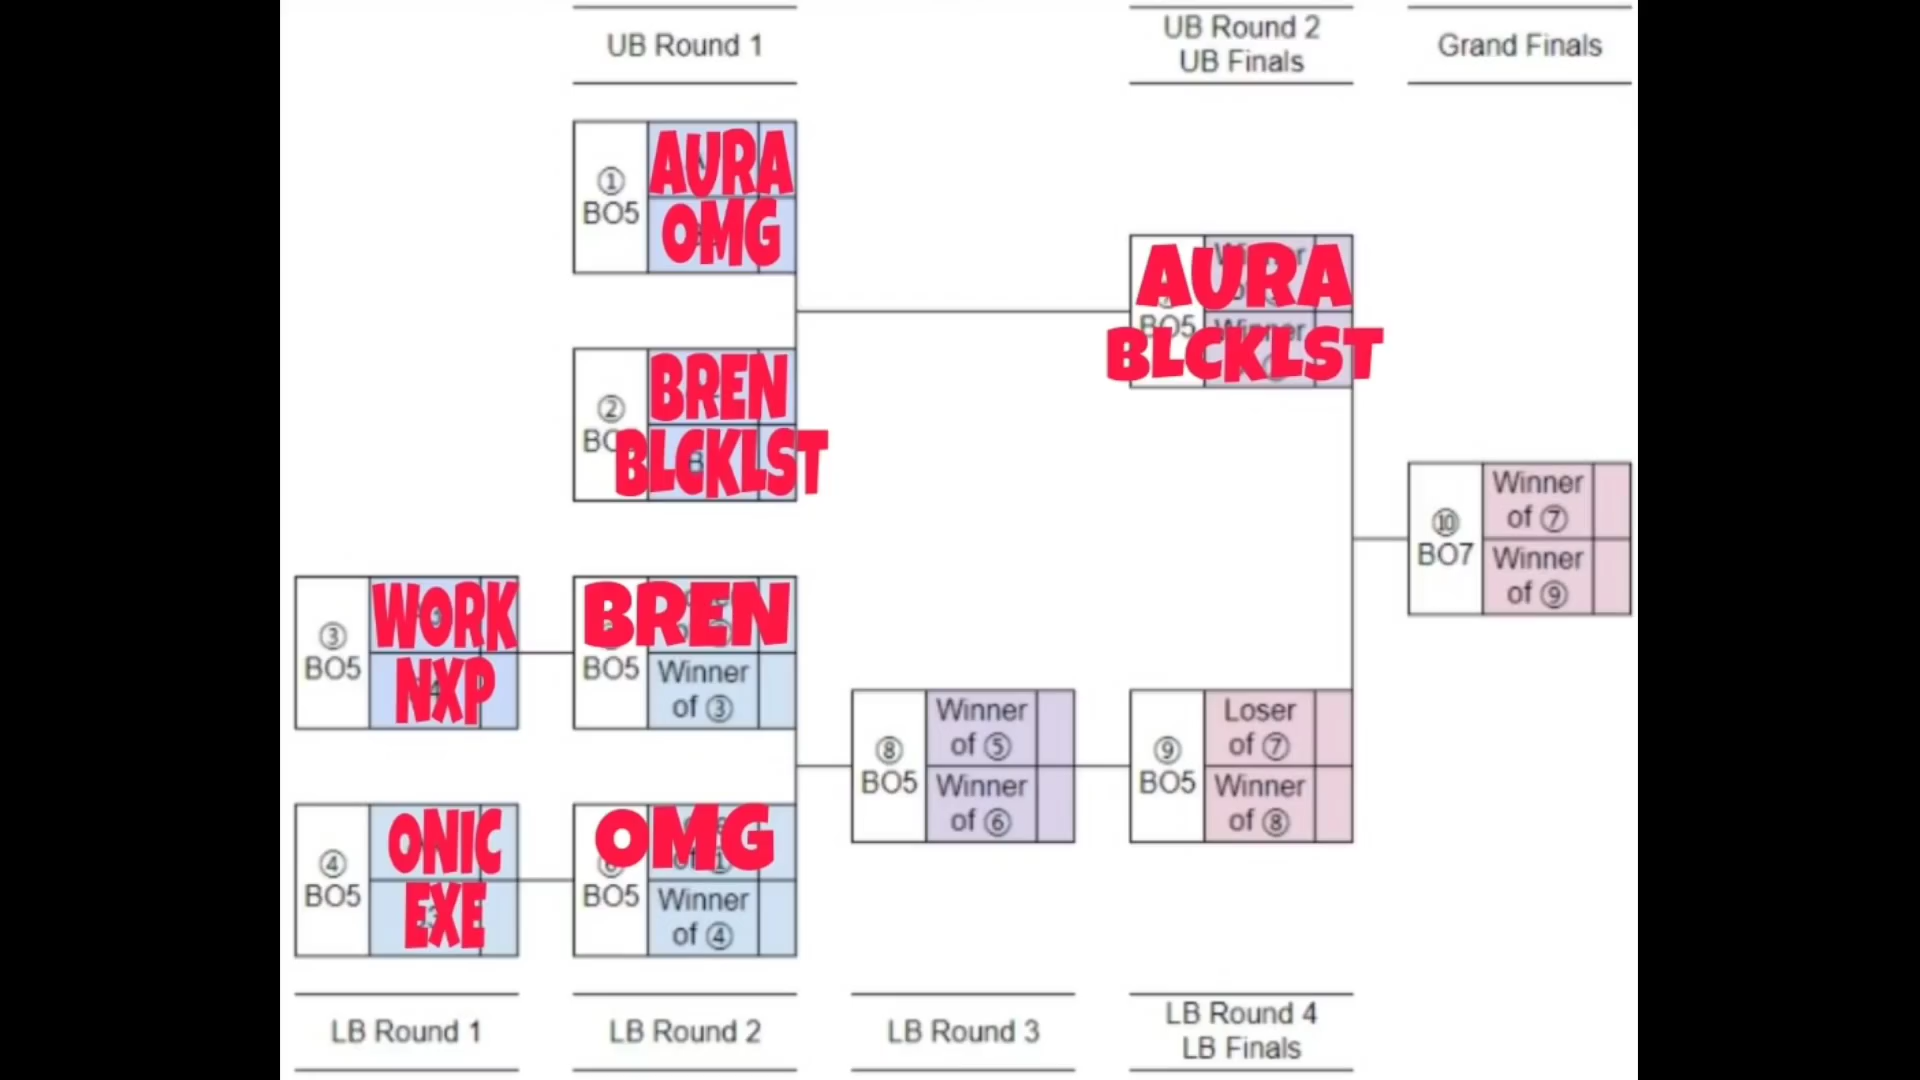 UB Round 1
UB Round 2
UB Finals
Grand Finals
①
BO5
AURA
OMG
②
BREN
BLCKLST
AURA
BO5
BLCKLST
⑩
BO7
Winner
of ⑦
Winner
of ⑨
③
BO5
WORK
NXP
BREN
BO5
Winner
of ③
④
BO5
ONIC
EXE
OMG
BO5
Winner
of ④
⑧
BO5
Winner
of ⑤
Winner
of ⑥
⑨
BO5
Loser
of ⑦
Winner
of ⑧
LB Round 1
LB Round 2
LB Round 3
LB Round 4
LB Finals